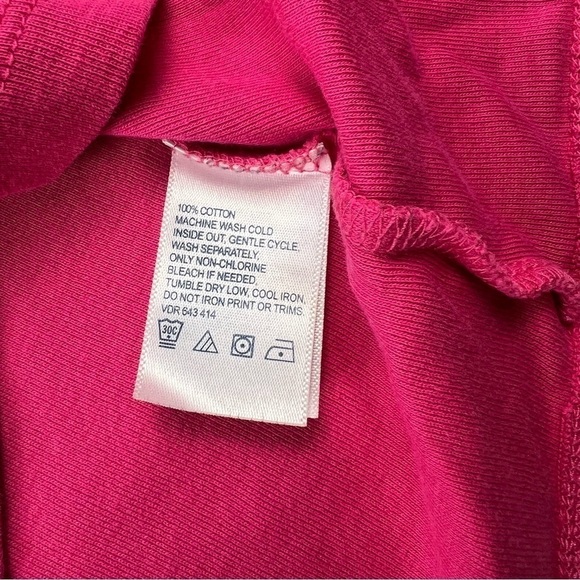 100% COTTON
MACHINE WASH COLD
INSIDE OUT, GENTLE CYCLE.
WASH SEPARATELY.
ONLY NON-CHLORINE
BLEACH IF NEEDED,
TUMBLE DRY LOW, COOL IRON.
DO NOT IRON PRINT OR TRIMS.
VDR 643 414
30C